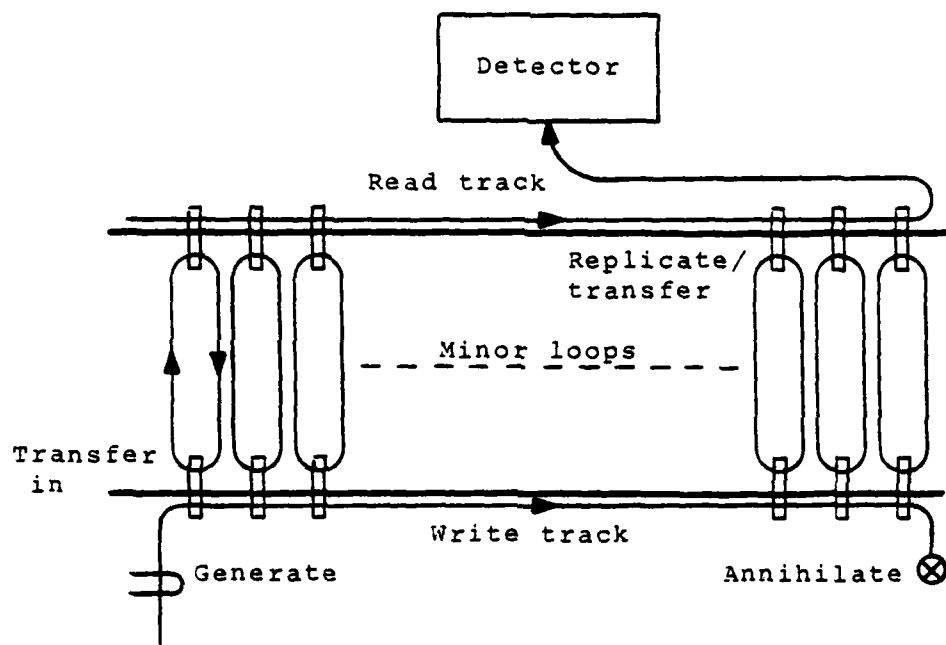 Detector
Read track
Replicate/
transfer
Minor loops
Transfer
in
Write track
Generate
Annihilate